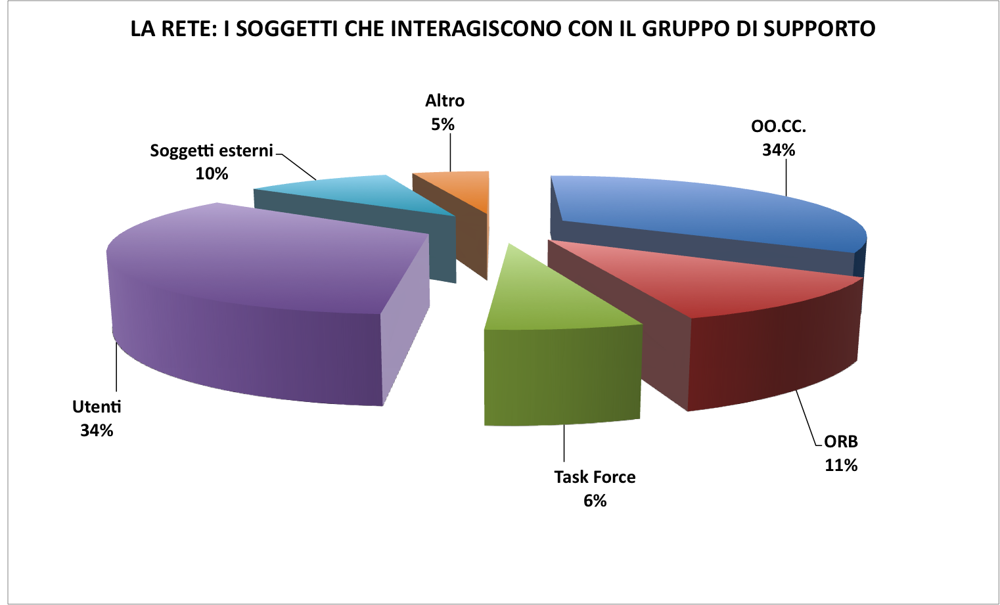 LA RETE: I SOGGETTI CHE INTERAGISCONO CON IL GRUPPO DI SUPPORTO
Altro
5%
OO.CC.
34%
Soggetti esterni
10%
Utenti
34%
ORB
11%
Task Force
6%